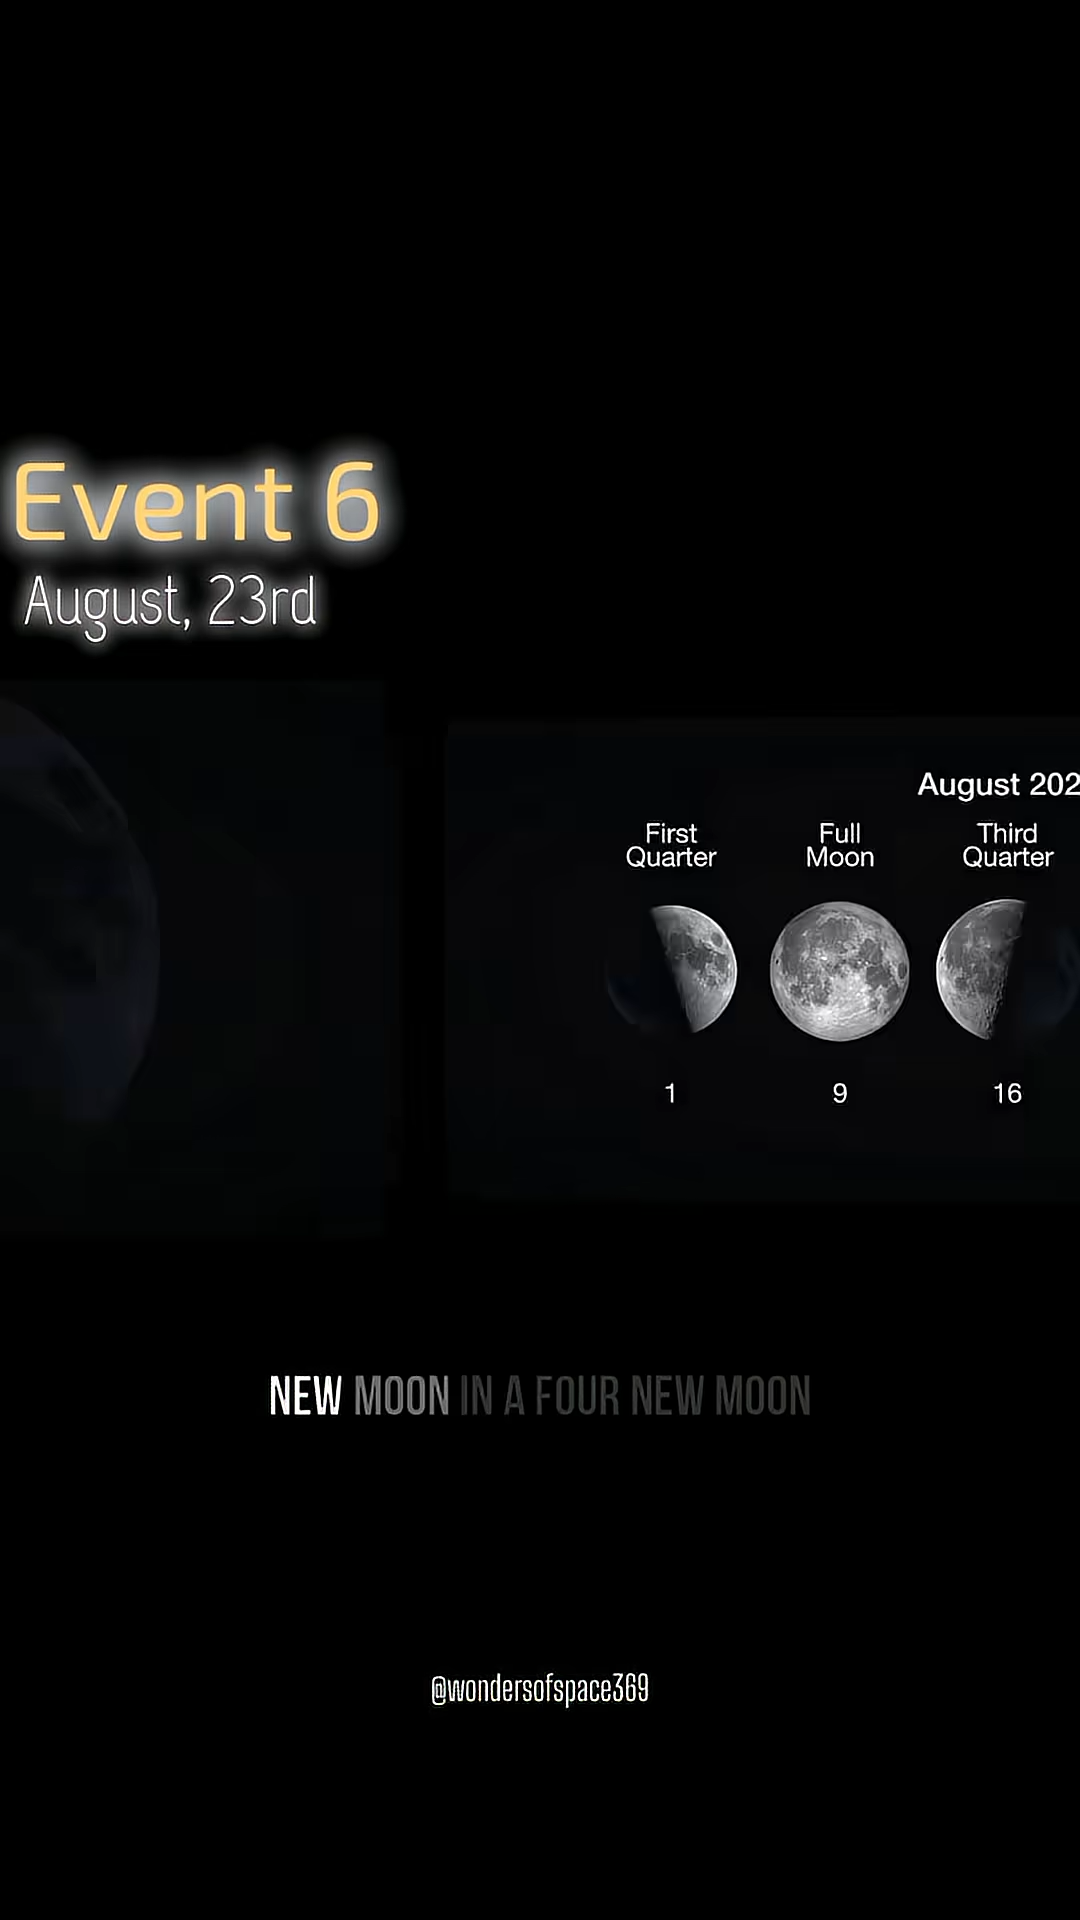 Event 6
August, 23rd
August 202
First
Quarter
Full
Moon
Third
Quarter
1
9
16
NEW MOON IN A FOUR NEW MOON
@wondersofspace369